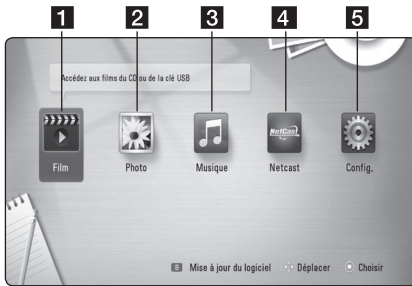 1 2 3 4 5
Accédez aux films du CD ou de la clé USB
NetCast
Film Photo Musique Netcast Config.
B Mise à jour du logiciel Déplacer Choisir